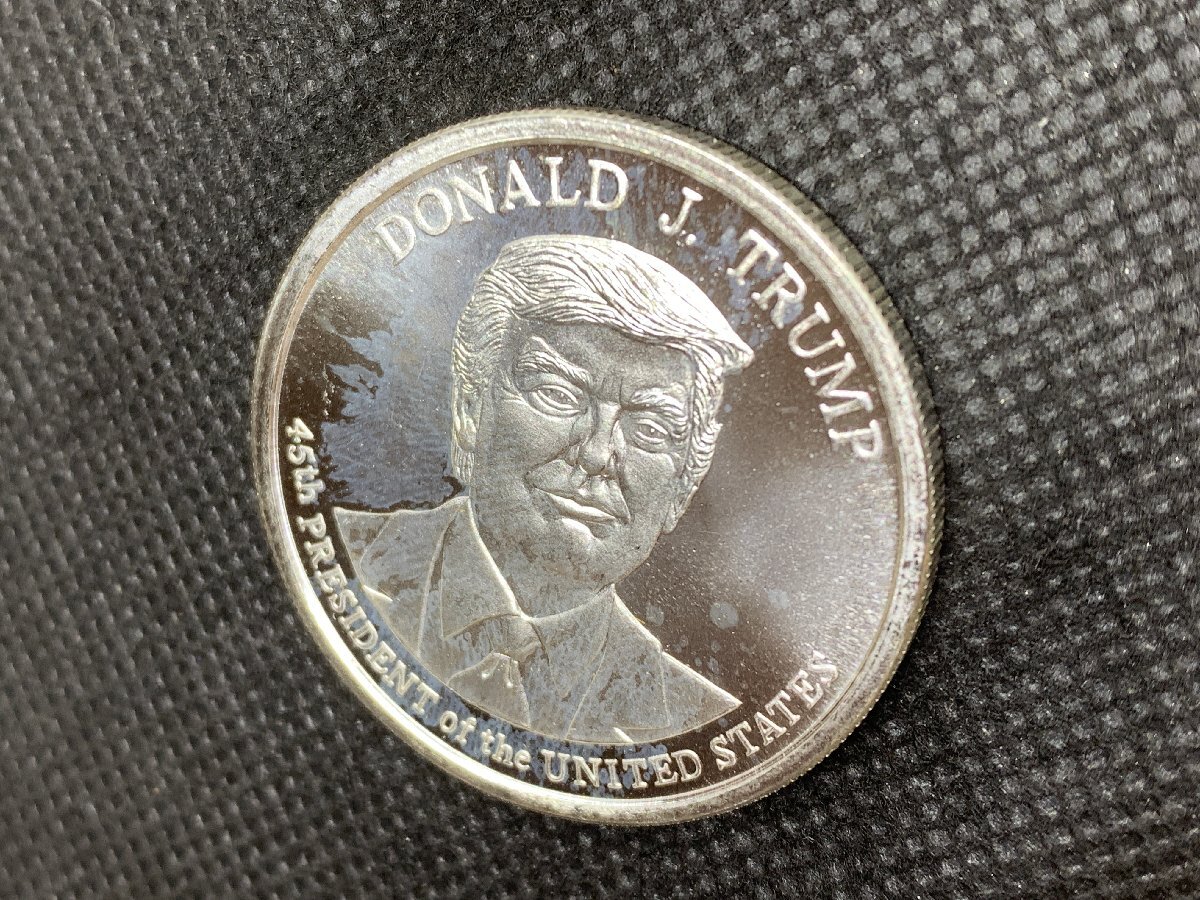 DONALD J. TRUMP
45th PRESIDENT of the UNITED STATES